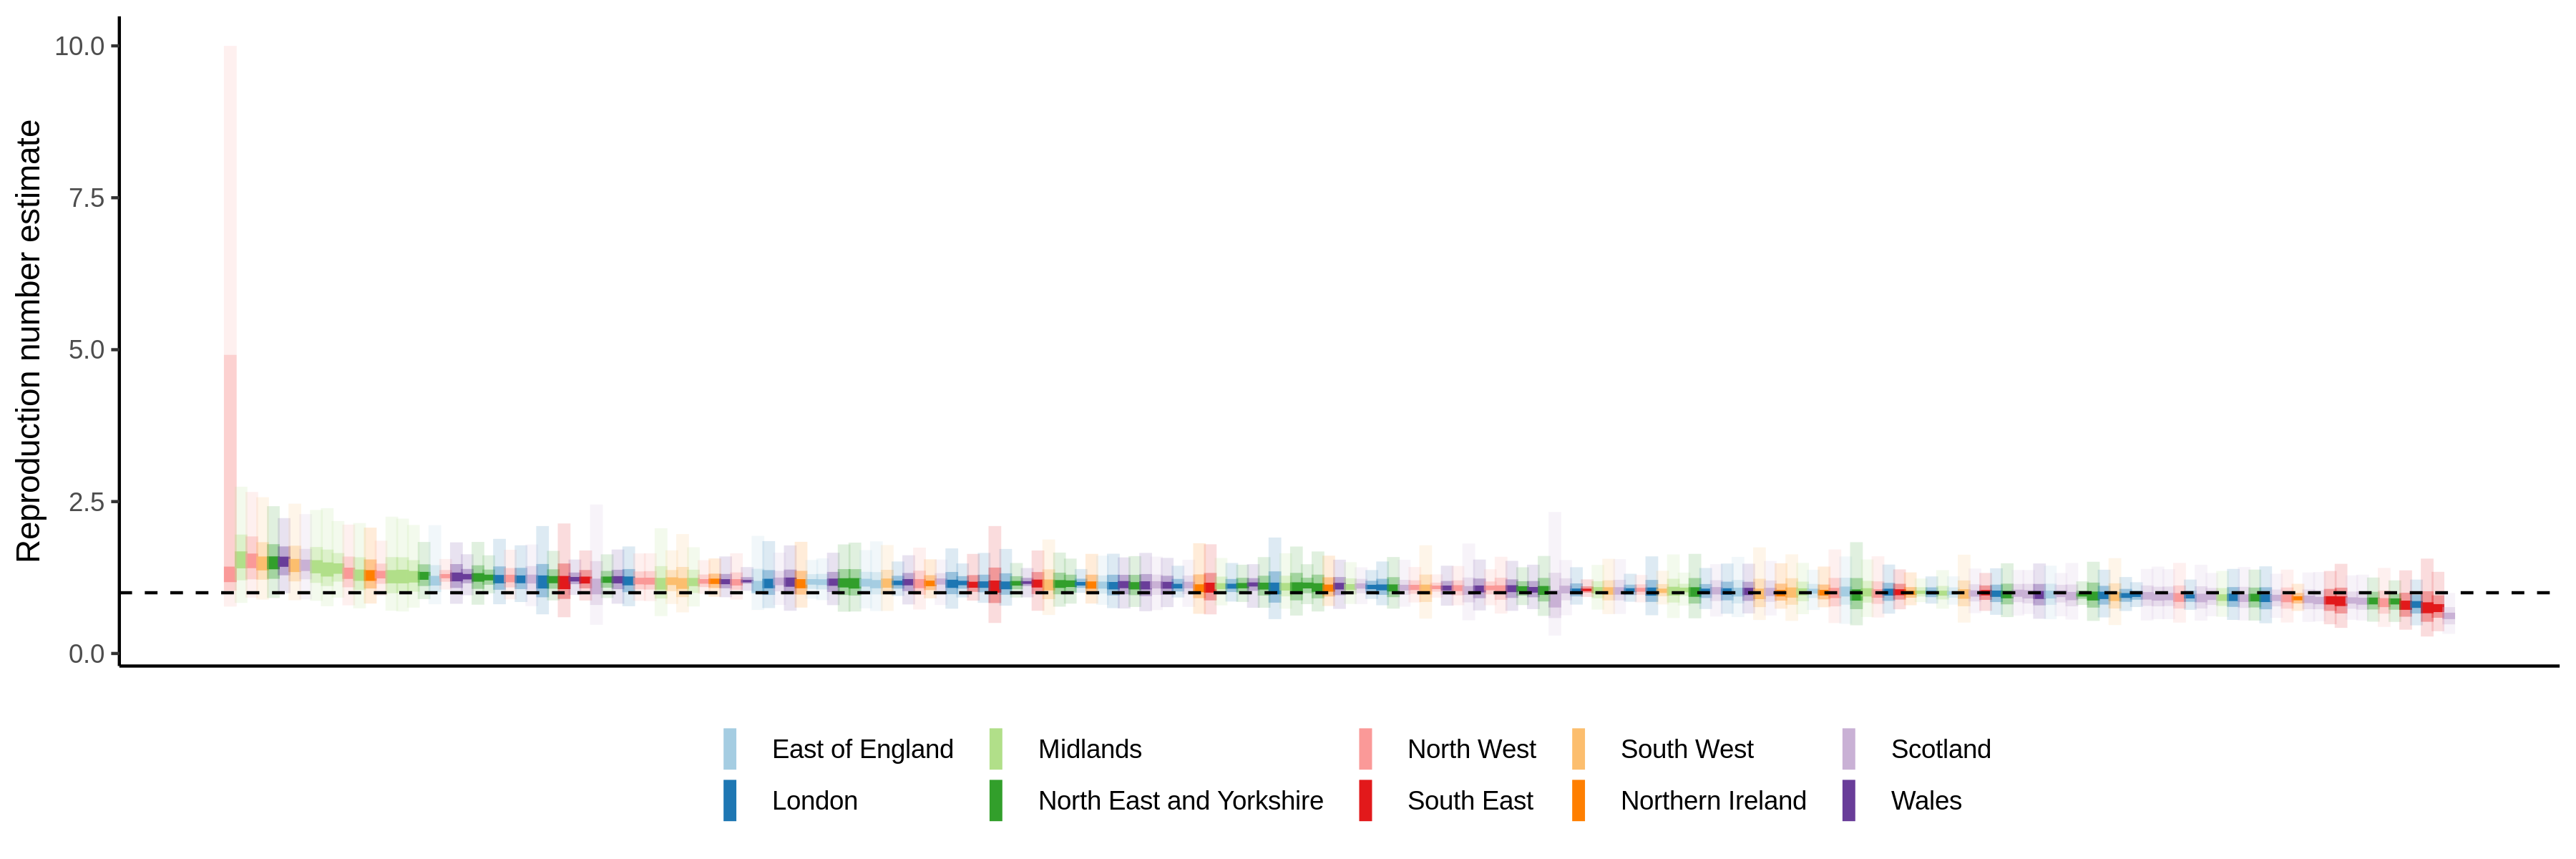 Reproduction number estimate
10.0
7.5
5.0
2.5
0.0
East of England Midlands North West South West Scotland
London North East and Yorkshire South East Northern Ireland Wales